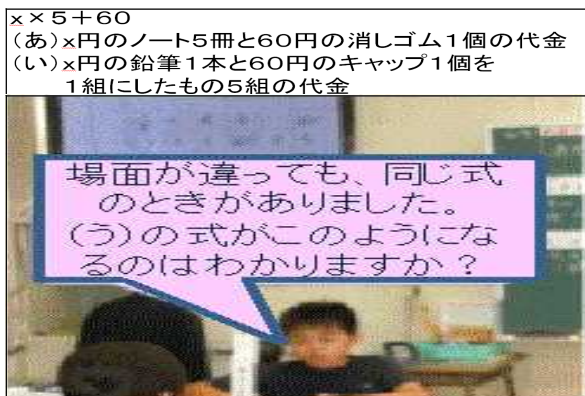 x×5+60
(あ)x円のノート5冊と60円の消しゴム1個の代金
(い)x円の鉛筆1本と60円のキャップ1個を
1組にしたもの5組の代金
場面が違っても、同じ式
のときがありました。
(う)の式がこのようにな
るのはわかりますか?